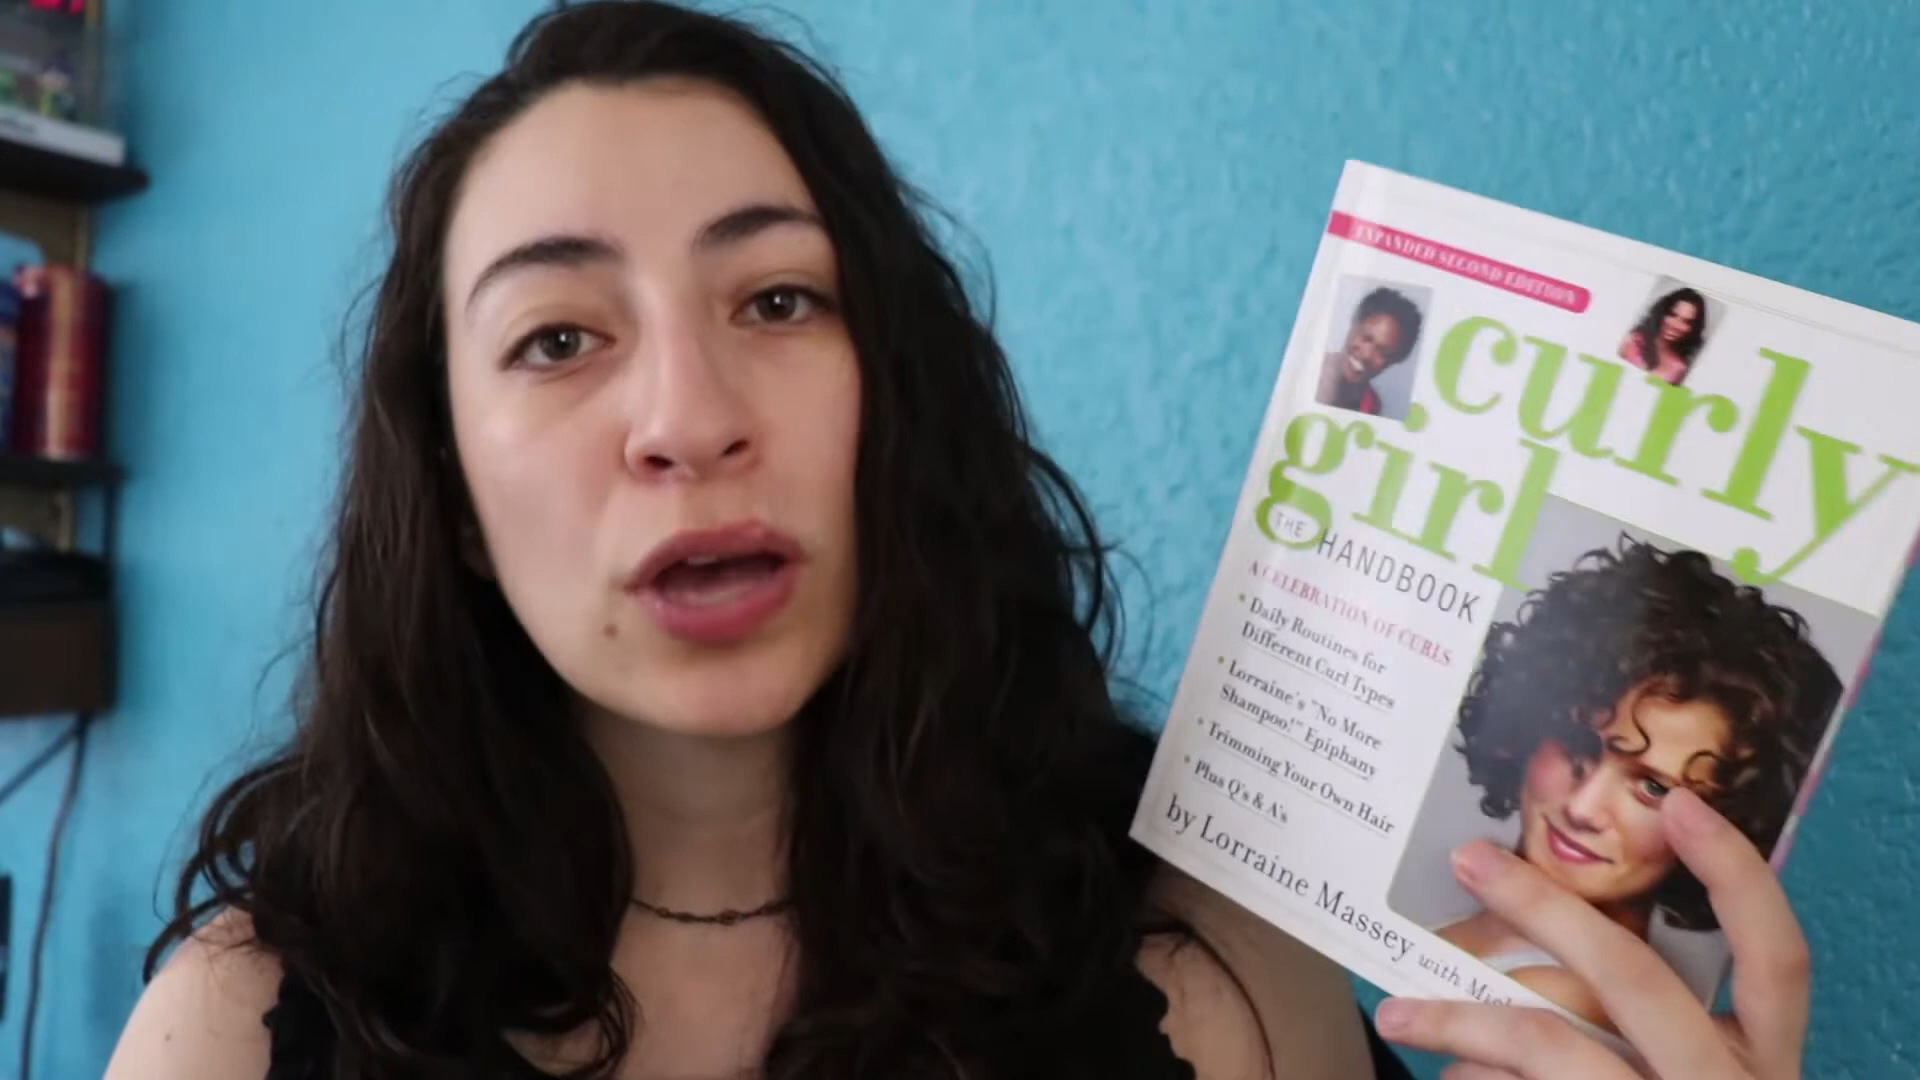 EXPANDED SECOND EDITION
curly
girl
THE HANDBOOK
A CELEBRATION OF CURLS
• Daily Routines for
Different Curl Types
• Lorraine's "No More
Shampoo!" Epiphany
• Trimming Your Own Hair
• Plus Q's & A's
by Lorraine Massey with